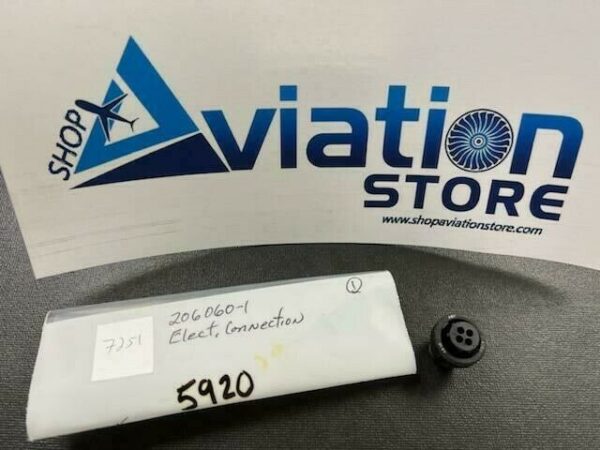 SHOP
Aviation
STORE
www.shopaviationstore.com
206060-1
①
Elect. Connection
7251
5920